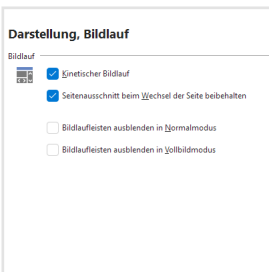 Darstellung, Bildlauf
Bildlauf
Kinetischer Bildlauf
Seitenausschnitt beim Wechsel der Seite beibehalten
Bildlaufleisten ausblenden in Normalmodus
Bildlaufleisten ausblenden in Vollbildmodus